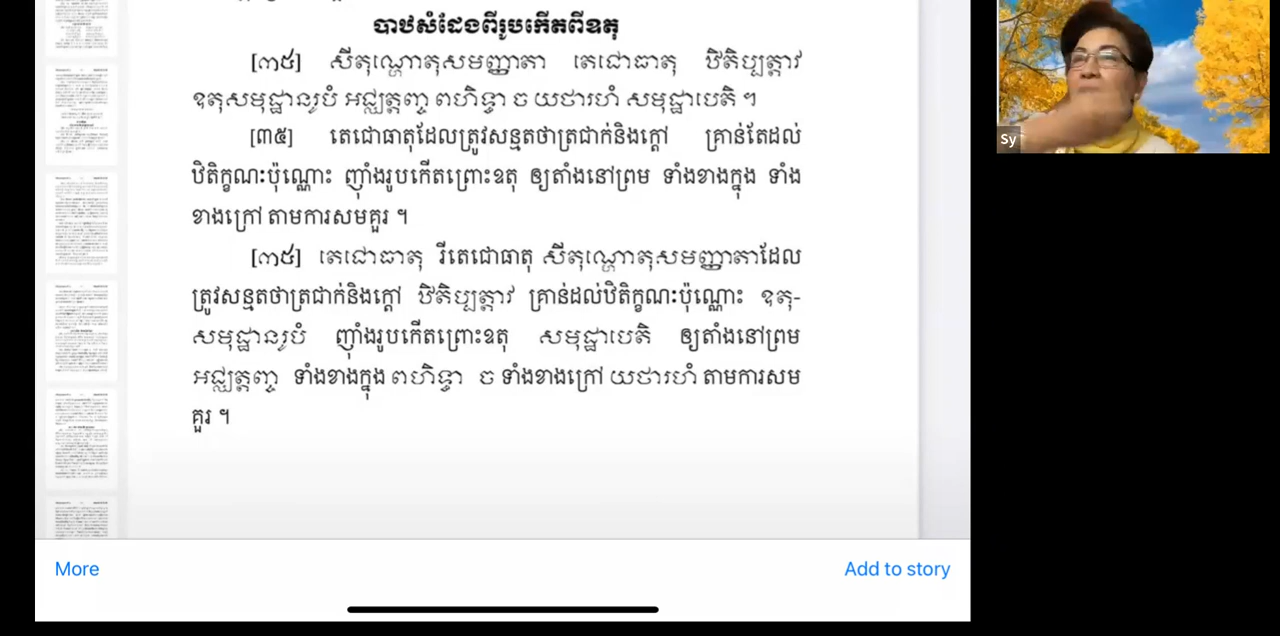 បាឋសំដែងពីរូបកើតពីឧតុ
[៣៥] សីតុណ្ហោតុសមញ្ញាតា តេជោធាតុ ឋិតិប្បត្តាវ
ឧតុសមុដ្ឋានរូបំ អជ្ឈត្តញ្ច ពហិទ្ធា ច យថារហំ សមុដ្ឋាបេតិ ។
[៣៥] តេជោធាតុដែលត្រូវសន្មតថាត្រជាក់និងក្តៅ គ្រាន់តែដល់
ឋិតិក្ខណៈប៉ុណ្ណោះ ញ៉ាំងរូបកើតព្រោះឧតុ ឲ្យតាំងនៅព្រម ទាំងខាងក្នុង ទាំង
ខាងក្រៅ តាមការសមគួរ ។
[៣៥] តេជោធាតុ រីតេជោធាតុ សីតុណ្ហោតុសមញ្ញាតាដែល
ត្រូវសន្មតថាត្រជាក់និងក្តៅ ឋិតិប្បត្តាវ គ្រាន់ដល់ឋិតិក្ខណៈប៉ុណ្ណោះ ឧតុ-
សមុដ្ឋានរូបំ ញ៉ាំងរូបកើតព្រោះឧតុ សមុដ្ឋាបេតិ ឲ្យតាំងនៅព្រម
អជ្ឈត្តញ្ច ទាំងខាងក្នុង ពហិទ្ធា ច ទាំងខាងក្រៅ យថារហំ តាមការសម
គួរ ។
Sy
More
Add to story